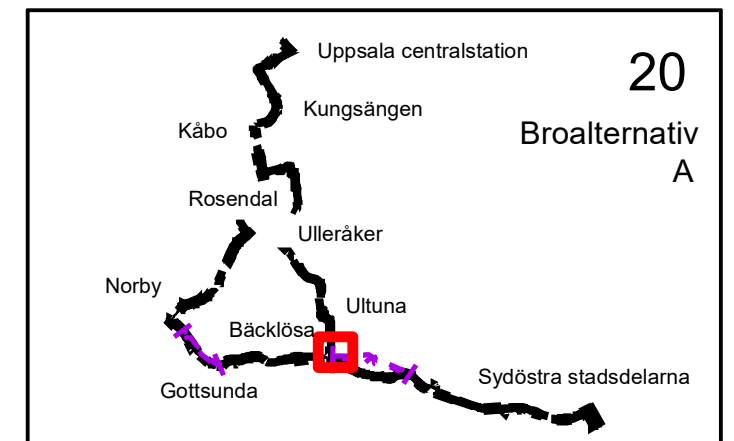 Uppsala centralstation
20
Kungsängen
Kåbo
Broalternativ
A
Rosendal
Ulleråker
Norby
Ultuna
Bäcklösa
Gottsunda
Sydöstra stadsdelarna